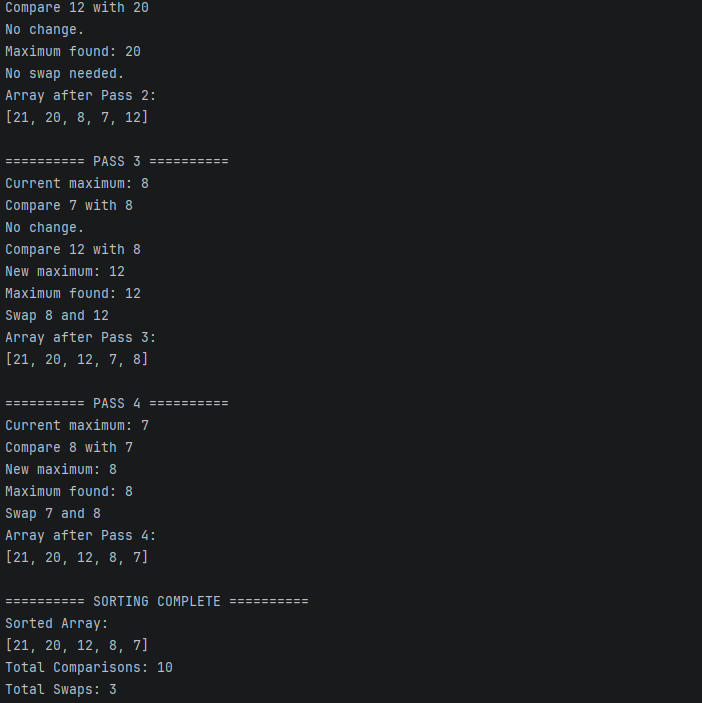 Compare 12 with 20
No change.
Maximum found: 20
No swap needed.
Array after Pass 2:
[21, 20, 8, 7, 12]
========== PASS 3 ==========
Current maximum: 8
Compare 7 with 8
No change.
Compare 12 with 8
New maximum: 12
Maximum found: 12
Swap 8 and 12
Array after Pass 3:
[21, 20, 12, 7, 8]
========== PASS 4 ==========
Current maximum: 7
Compare 8 with 7
New maximum: 8
Maximum found: 8
Swap 7 and 8
Array after Pass 4:
[21, 20, 12, 8, 7]
========== SORTING COMPLETE ==========
Sorted Array:
[21, 20, 12, 8, 7]
Total Comparisons: 10
Total Swaps: 3